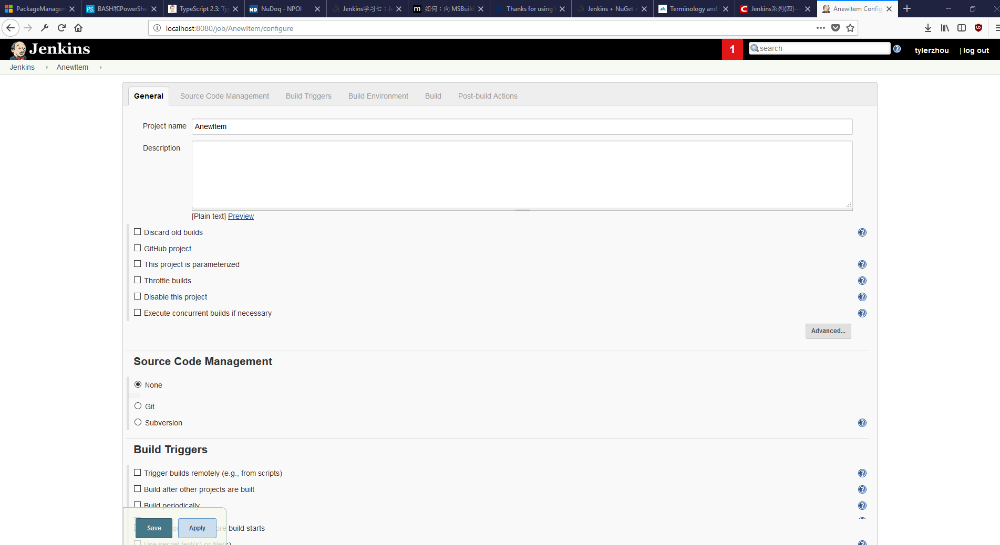 PackageManagem
BASH和PowerShe
TypeScript 2.3: Ty
NuDoq - NPOI
Jenkins学习七：Je
如何：向 MSBuild
Thanks for using V
Jenkins + NuGet +
Terminology and
Jenkins系列(四)--
AnewItem Config
localhost:8080/job/AnewItem/configure
Jenkins
1
search
tylerzhou
| log out
Jenkins
AnewItem
General
Source Code Management
Build Triggers
Build Environment
Build
Post-build Actions
Project name
AnewItem
Description
[Plain text] Preview
Discard old builds
GitHub project
This project is parameterized
Throttle builds
Disable this project
Execute concurrent builds if necessary
Advanced...
Source Code Management
None
Git
Subversion
Build Triggers
Trigger builds remotely (e.g., from scripts)
Build after other projects are built
Build periodically
build starts
Save
Apply
Use secret text(s) or file(s)